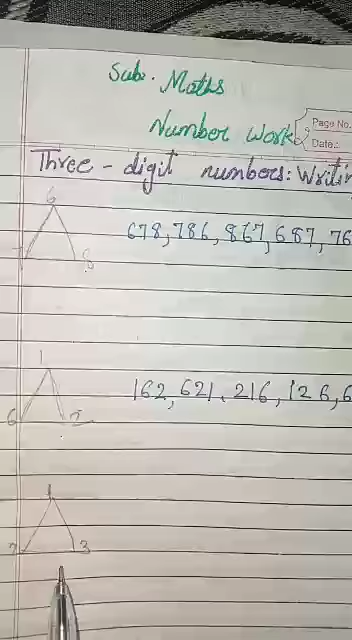 Sub:- Maths
Number Work
Page No.
Date:
Three - digit numbers: Writin
6
678, 786, 867, 687, 76
7 8
1
162, 621, 216, 126, 6
6 2
1
2 3